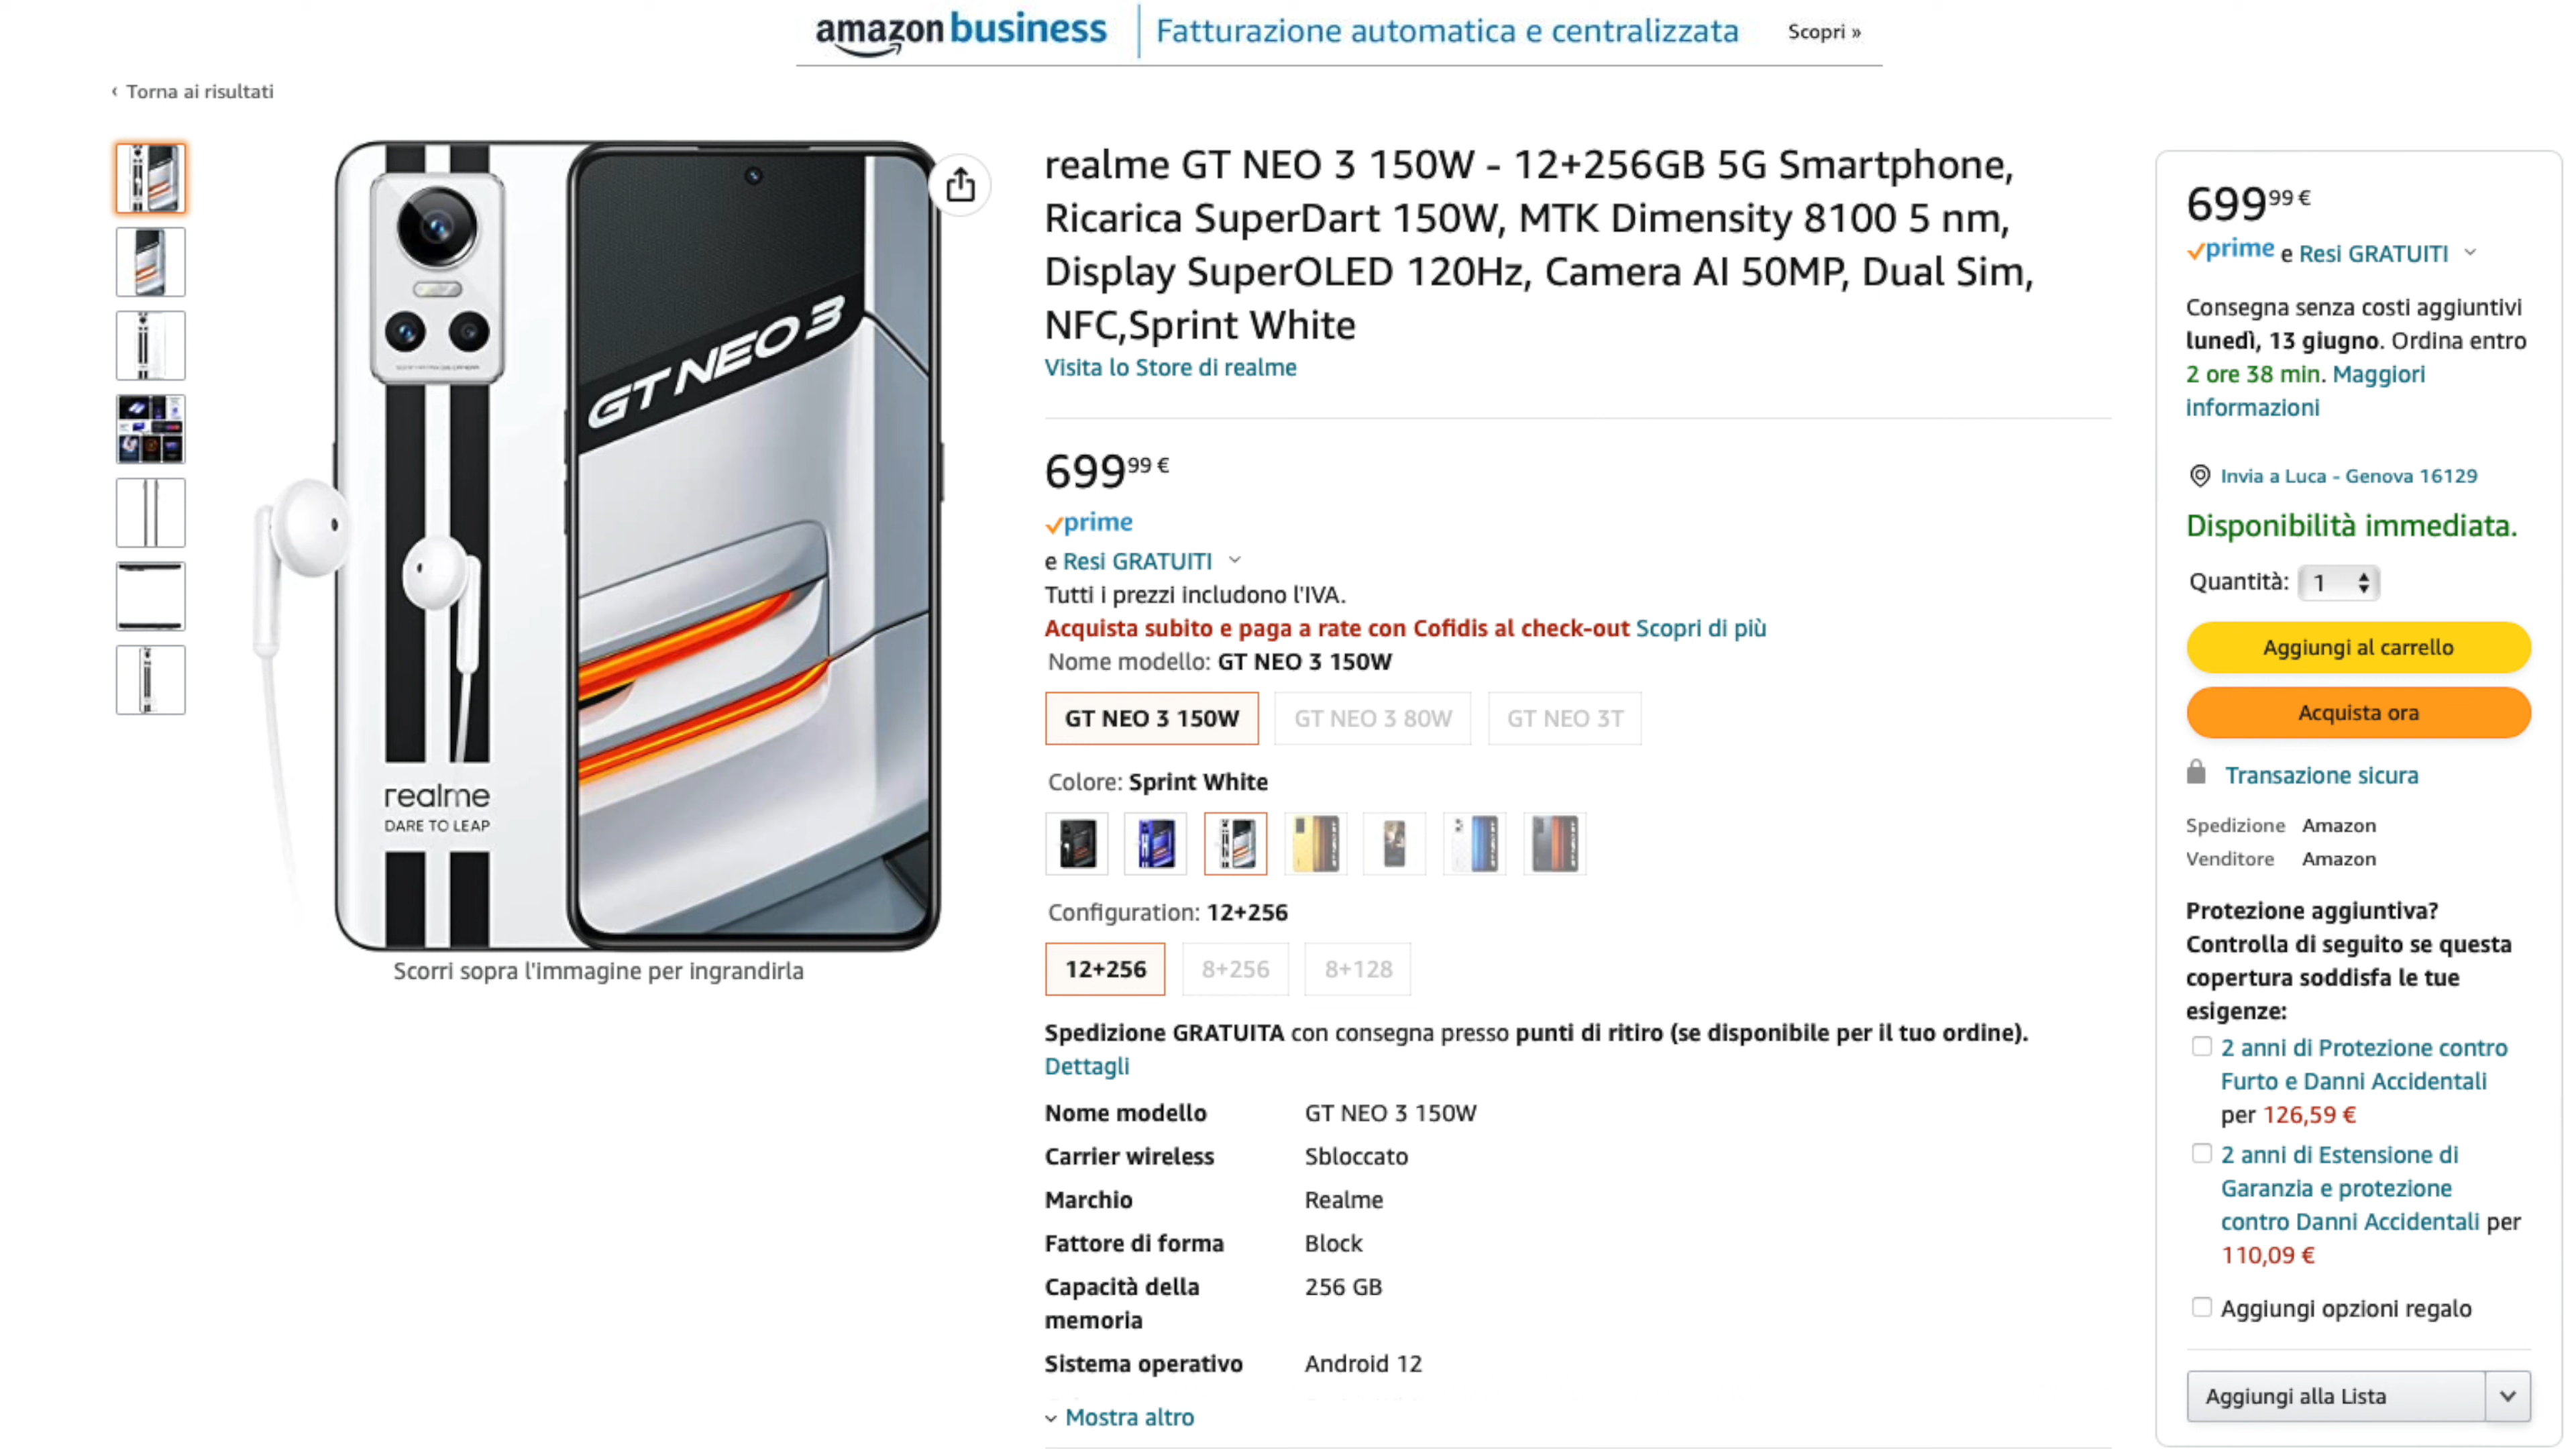 amazon business
Fatturazione automatica e centralizzata
Scopri »
‹ Torna ai risultati
GT NEO 3
realme
DARE TO LEAP
Scorri sopra l'immagine per ingrandirla
realme GT NEO 3 150W - 12+256GB 5G Smartphone,
Ricarica SuperDart 150W, MTK Dimensity 8100 5 nm,
Display SuperOLED 120Hz, Camera AI 50MP, Dual Sim,
NFC,Sprint White
Visita lo Store di realme
699 99 €
prime
e Resi GRATUITI
Tutti i prezzi includono l'IVA.
Acquista subito e paga a rate con Cofidis al check-out Scopri di più
Nome modello: GT NEO 3 150W
GT NEO 3 150W GT NEO 3 80W GT NEO 3T
Colore: Sprint White
Configuration: 12+256
12+256 8+256 8+128
Spedizione GRATUITA con consegna presso punti di ritiro (se disponibile per il tuo ordine).
Dettagli
Nome modello GT NEO 3 150W
Carrier wireless Sbloccato
Marchio Realme
Fattore di forma Block
Capacità della 256 GB
memoria
Sistema operativo Android 12
Mostra altro
699 99 €
prime e Resi GRATUITI
Consegna senza costi aggiuntivi
lunedì, 13 giugno. Ordina entro
2 ore 38 min. Maggiori
informazioni
Invia a Luca - Genova 16129
Disponibilità immediata.
Quantità: 1
Aggiungi al carrello
Acquista ora
Transazione sicura
Spedizione Amazon
Venditore Amazon
Protezione aggiuntiva?
Controlla di seguito se questa
copertura soddisfa le tue
esigenze:
2 anni di Protezione contro
Furto e Danni Accidentali
per 126,59 €
2 anni di Estensione di
Garanzia e protezione
contro Danni Accidentali per
110,09 €
Aggiungi opzioni regalo
Aggiungi alla Lista